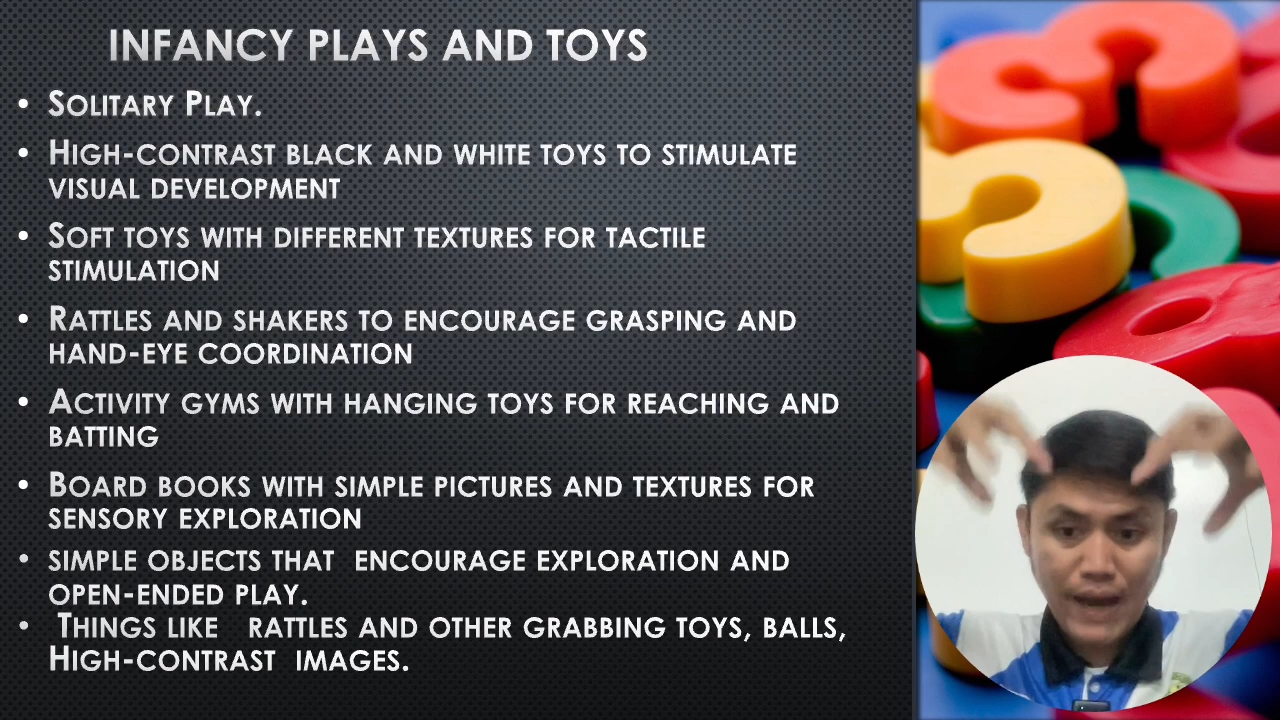 INFANCY PLAYS AND TOYS
• SOLITARY PLAY.
• HIGH-CONTRAST BLACK AND WHITE TOYS TO STIMULATE
VISUAL DEVELOPMENT
• SOFT TOYS WITH DIFFERENT TEXTURES FOR TACTILE
STIMULATION
• RATTLES AND SHAKERS TO ENCOURAGE GRASPING AND
HAND-EYE COORDINATION
• ACTIVITY GYMS WITH HANGING TOYS FOR REACHING AND
BATTING
• BOARD BOOKS WITH SIMPLE PICTURES AND TEXTURES FOR
SENSORY EXPLORATION
• SIMPLE OBJECTS THAT ENCOURAGE EXPLORATION AND
OPEN-ENDED PLAY.
• THINGS LIKE RATTLES AND OTHER GRABBING TOYS, BALLS,
HIGH-CONTRAST IMAGES.